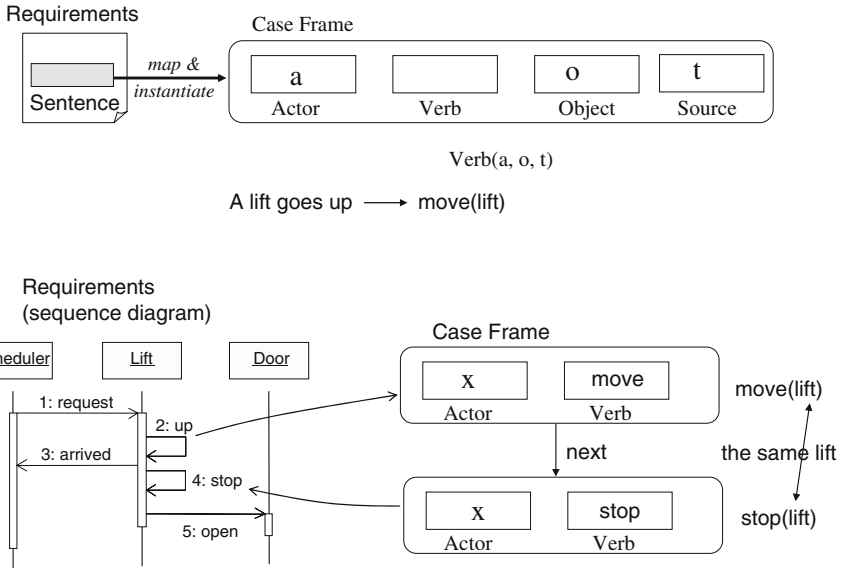 Requirements
Case Frame
map &
instantiate
Sentence
a
o
t
Actor
Verb
Object
Source
Verb(a, o, t)
A lift goes up → move(lift)
Requirements
(sequence diagram)
Case Frame
heduler
Lift
Door
x
move
Actor
Verb
move(lift)
1: request
2: up
3: arrived
next
the same lift
4: stop
x
stop
stop(lift)
5: open
Actor
Verb